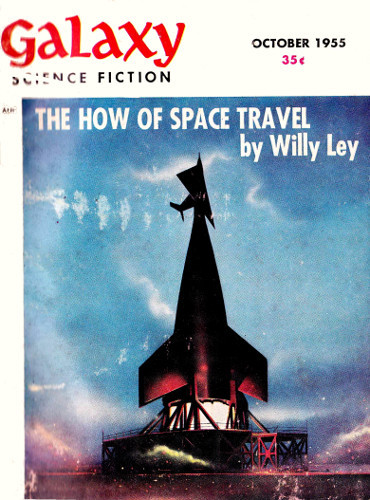 Galaxy
SCIENCE FICTION
OCTOBER 1955
35¢
THE HOW OF SPACE TRAVEL
by Willy Ley